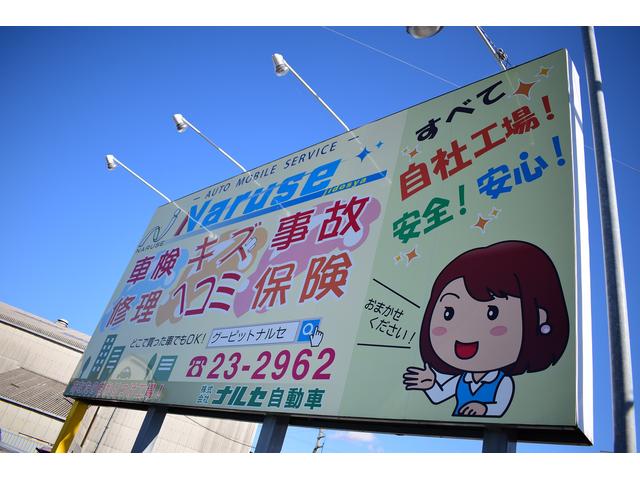 — AUTO MOBILE SERVICE —
Naruse
Jidosya
NARUSE
車検 キズ 事故
修理 ヘコミ 保険
どこで買った車でもOK!
グーピットナルセ
☎23-2962
株式会社 ナルセ自動車
すべて
自社工場!
安全!安心!
おまかせ
ください!